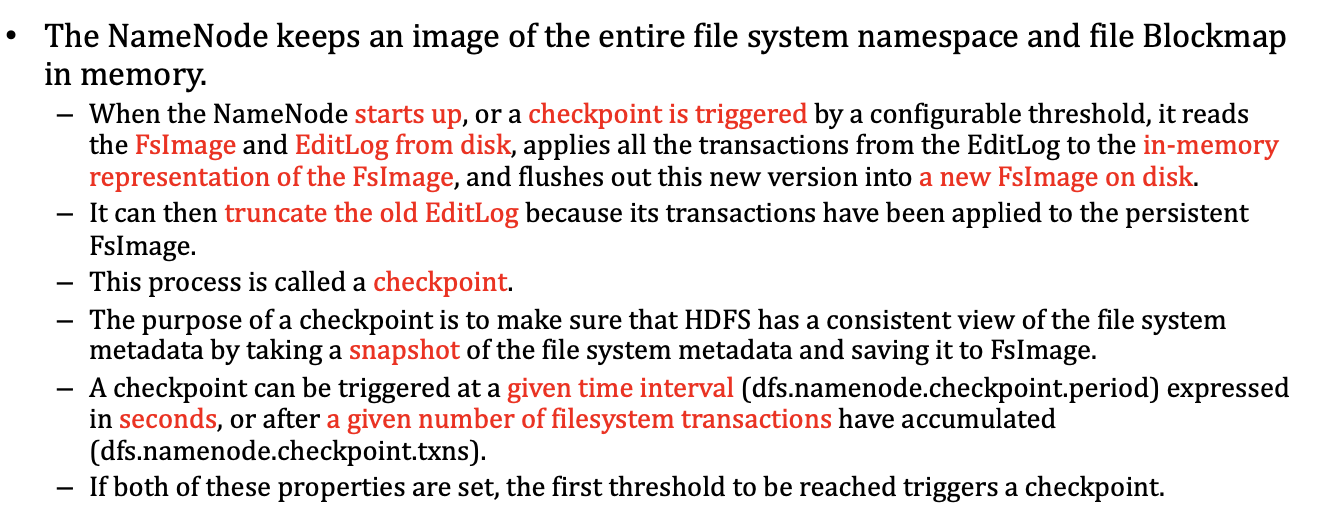 • The NameNode keeps an image of the entire file system namespace and file Blockmap
in memory.
– When the NameNode starts up, or a checkpoint is triggered by a configurable threshold, it reads
the FsImage and EditLog from disk, applies all the transactions from the EditLog to the in-memory
representation of the FsImage, and flushes out this new version into a new FsImage on disk.
– It can then truncate the old EditLog because its transactions have been applied to the persistent
FsImage.
– This process is called a checkpoint.
– The purpose of a checkpoint is to make sure that HDFS has a consistent view of the file system
metadata by taking a snapshot of the file system metadata and saving it to FsImage.
– A checkpoint can be triggered at a given time interval (dfs.namenode.checkpoint.period) expressed
in seconds, or after a given number of filesystem transactions have accumulated
(dfs.namenode.checkpoint.txns).
– If both of these properties are set, the first threshold to be reached triggers a checkpoint.